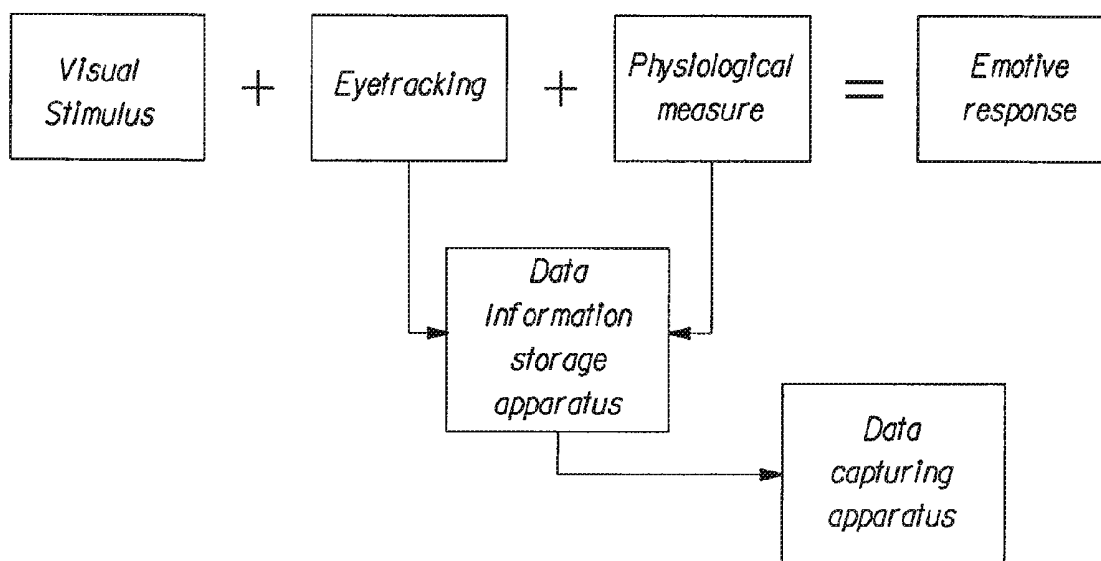 Visual
Stimulus
+
Eyetracking
+
Physiological
measure
=
Emotive
response
Data
Information
storage
apparatus
Data
capturing
apparatus